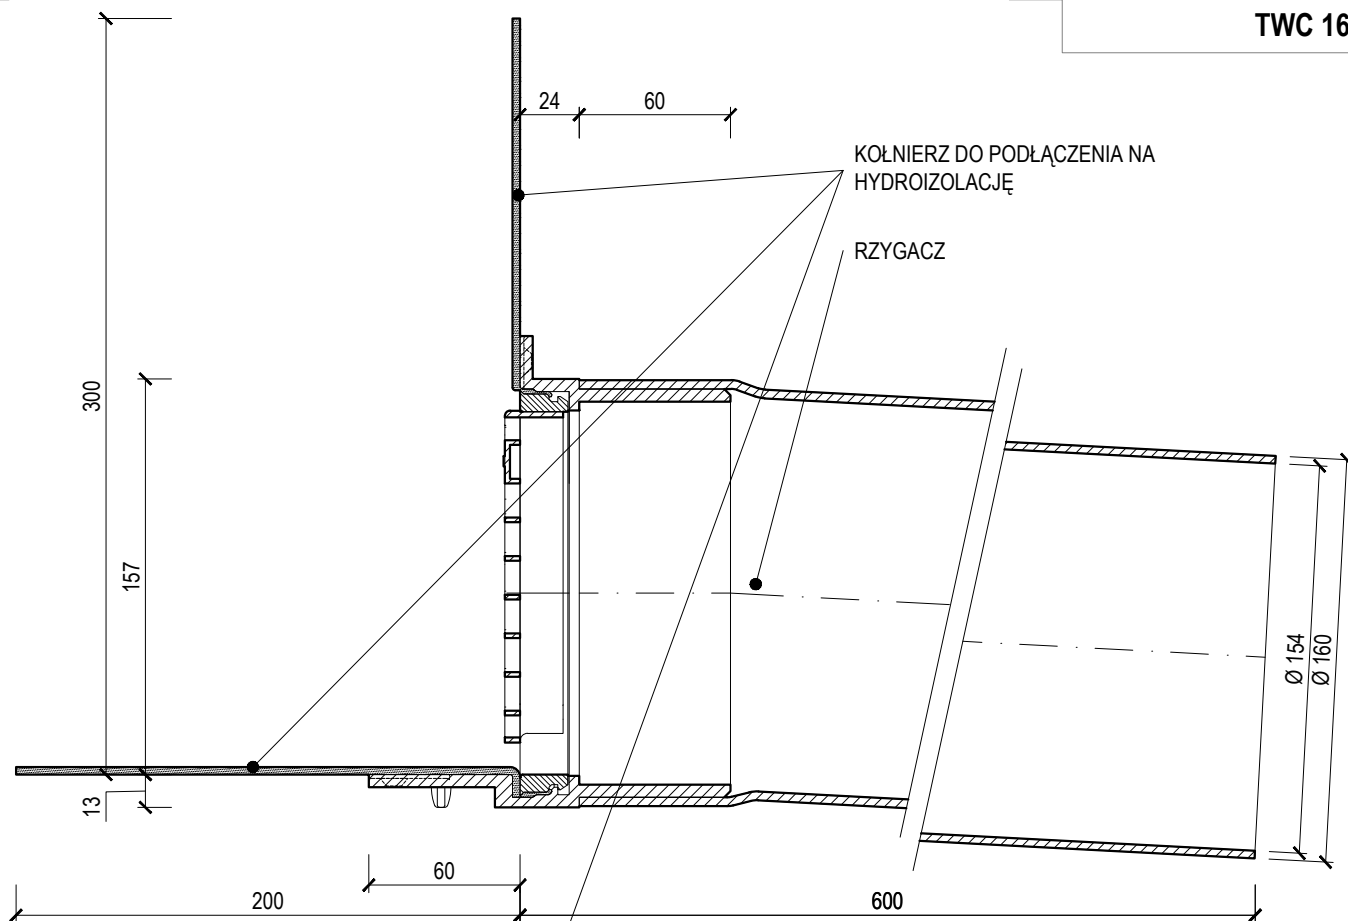 TWC 16
24
60
KOŁNIERZ DO PODŁĄCZENIA NA
HYDROIZOLACJĘ
RZYGACZ
300
157
13
Ø 154
Ø 160
60
200
600